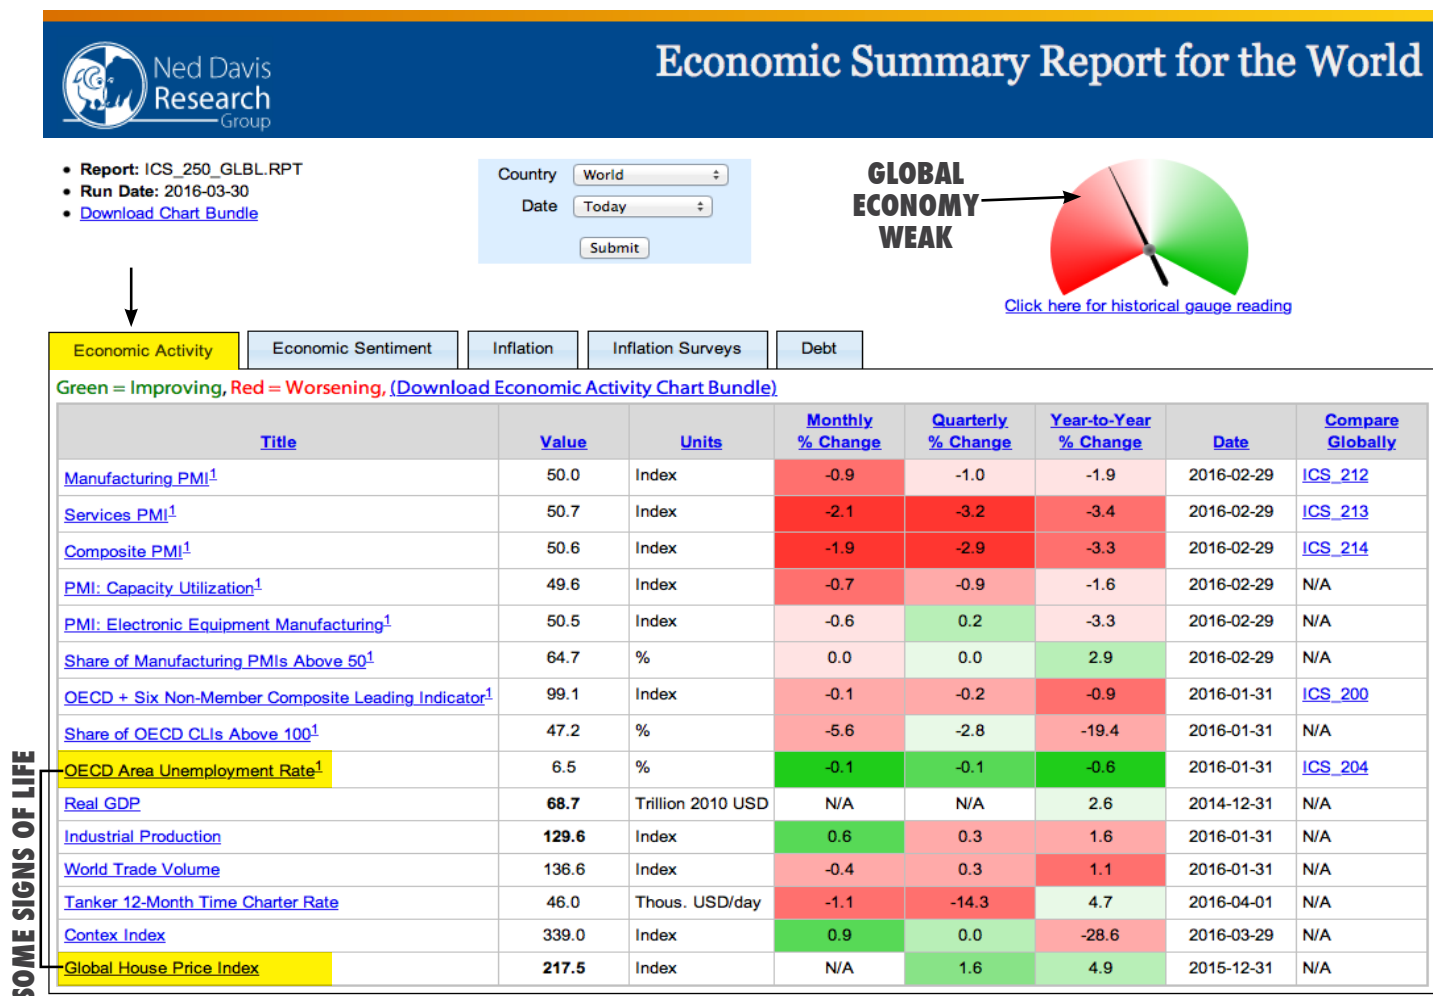 Ned Davis
Research
Group
Economic Summary Report for the World
• Report: ICS_250_GLBL.RPT
• Run Date: 2016-03-30
• Download Chart Bundle
Country World
Date Today
Submit
GLOBAL
ECONOMY
WEAK
Click here for historical gauge reading
Economic Activity Economic Sentiment Inflation Inflation Surveys Debt
Green = Improving, Red = Worsening, (Download Economic Activity Chart Bundle)
Title Value Units Monthly % Change Quarterly % Change Year-to-Year % Change Date Compare Globally
Manufacturing PMI1 50.0 Index -0.9 -1.0 -1.9 2016-02-29 ICS_212
Services PMI1 50.7 Index -2.1 -3.2 -3.4 2016-02-29 ICS_213
Composite PMI1 50.6 Index -1.9 -2.9 -3.3 2016-02-29 ICS_214
PMI: Capacity Utilization1 49.6 Index -0.7 -0.9 -1.6 2016-02-29 N/A
PMI: Electronic Equipment Manufacturing1 50.5 Index -0.6 0.2 -3.3 2016-02-29 N/A
Share of Manufacturing PMIs Above 501 64.7 % 0.0 0.0 2.9 2016-02-29 N/A
OECD + Six Non-Member Composite Leading Indicator1 99.1 Index -0.1 -0.2 -0.9 2016-01-31 ICS_200
Share of OECD CLIs Above 1001 47.2 % -5.6 -2.8 -19.4 2016-01-31 N/A
OECD Area Unemployment Rate1 6.5 % -0.1 -0.1 -0.6 2016-01-31 ICS_204
Real GDP 68.7 Trillion 2010 USD N/A N/A 2.6 2014-12-31 N/A
Industrial Production 129.6 Index 0.6 0.3 1.6 2016-01-31 N/A
World Trade Volume 136.6 Index -0.4 0.3 1.1 2016-01-31 N/A
Tanker 12-Month Time Charter Rate 46.0 Thous. USD/day -1.1 -14.3 4.7 2016-04-01 N/A
Contex Index 339.0 Index 0.9 0.0 -28.6 2016-03-29 N/A
Global House Price Index 217.5 Index N/A 1.6 4.9 2015-12-31 N/A
SOME SIGNS OF LIFE